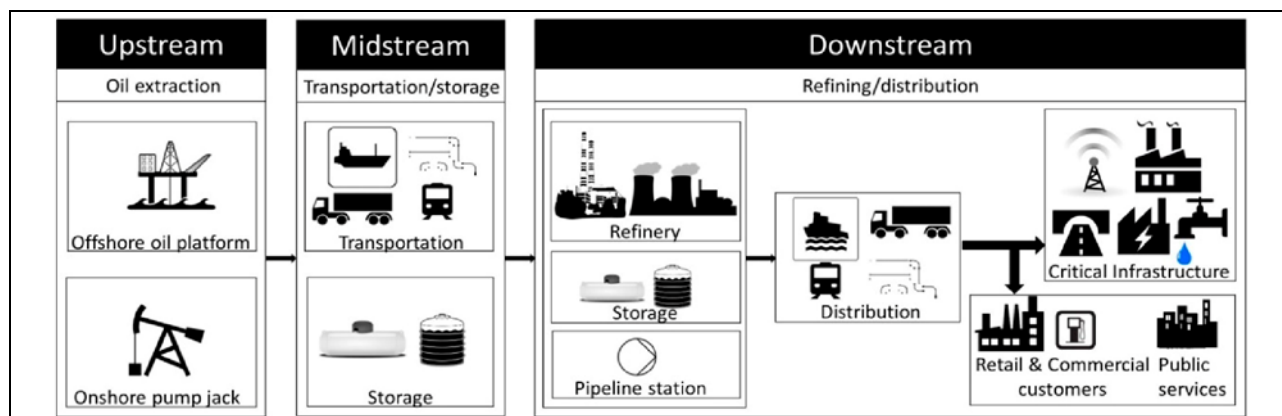 Upstream
Oil extraction
Offshore oil platform
Onshore pump jack
Midstream
Transportation/storage
Transportation
Storage
Downstream
Refining/distribution
Refinery
Storage
Pipeline station
Distribution
Critical Infrastructure
Retail & Commercial
customers
Public
services